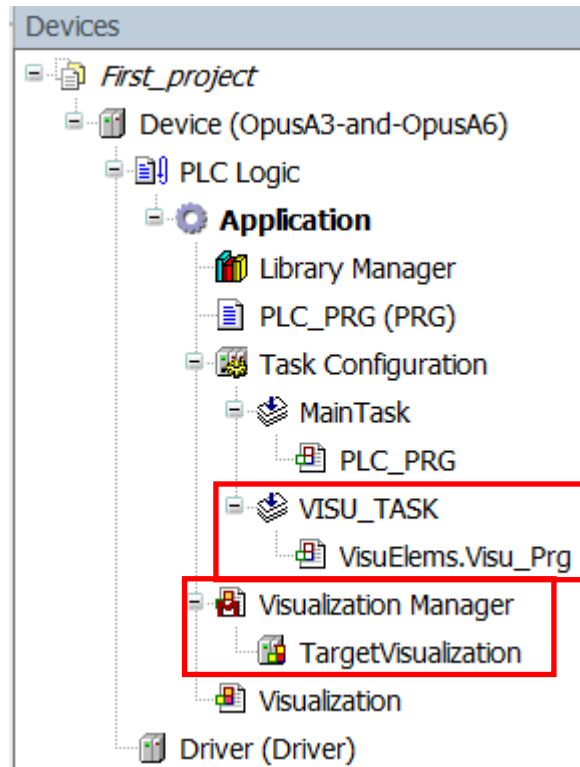 Devices
First_project
Device (OpusA3-and-OpusA6)
PLC Logic
Application
Library Manager
PLC_PRG (PRG)
Task Configuration
MainTask
PLC_PRG
VISU_TASK
VisuElems.Visu_Prg
Visualization Manager
TargetVisualization
Visualization
Driver (Driver)